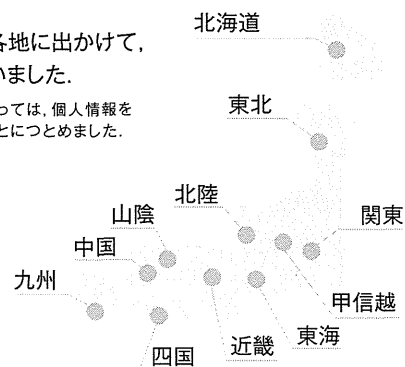 各地に出かけて,
いました.
っては, 個人情報を
とにつとめました.
北海道
東北
北陸
関東
山陰
中国
九州
甲信越
東海
近畿
四国